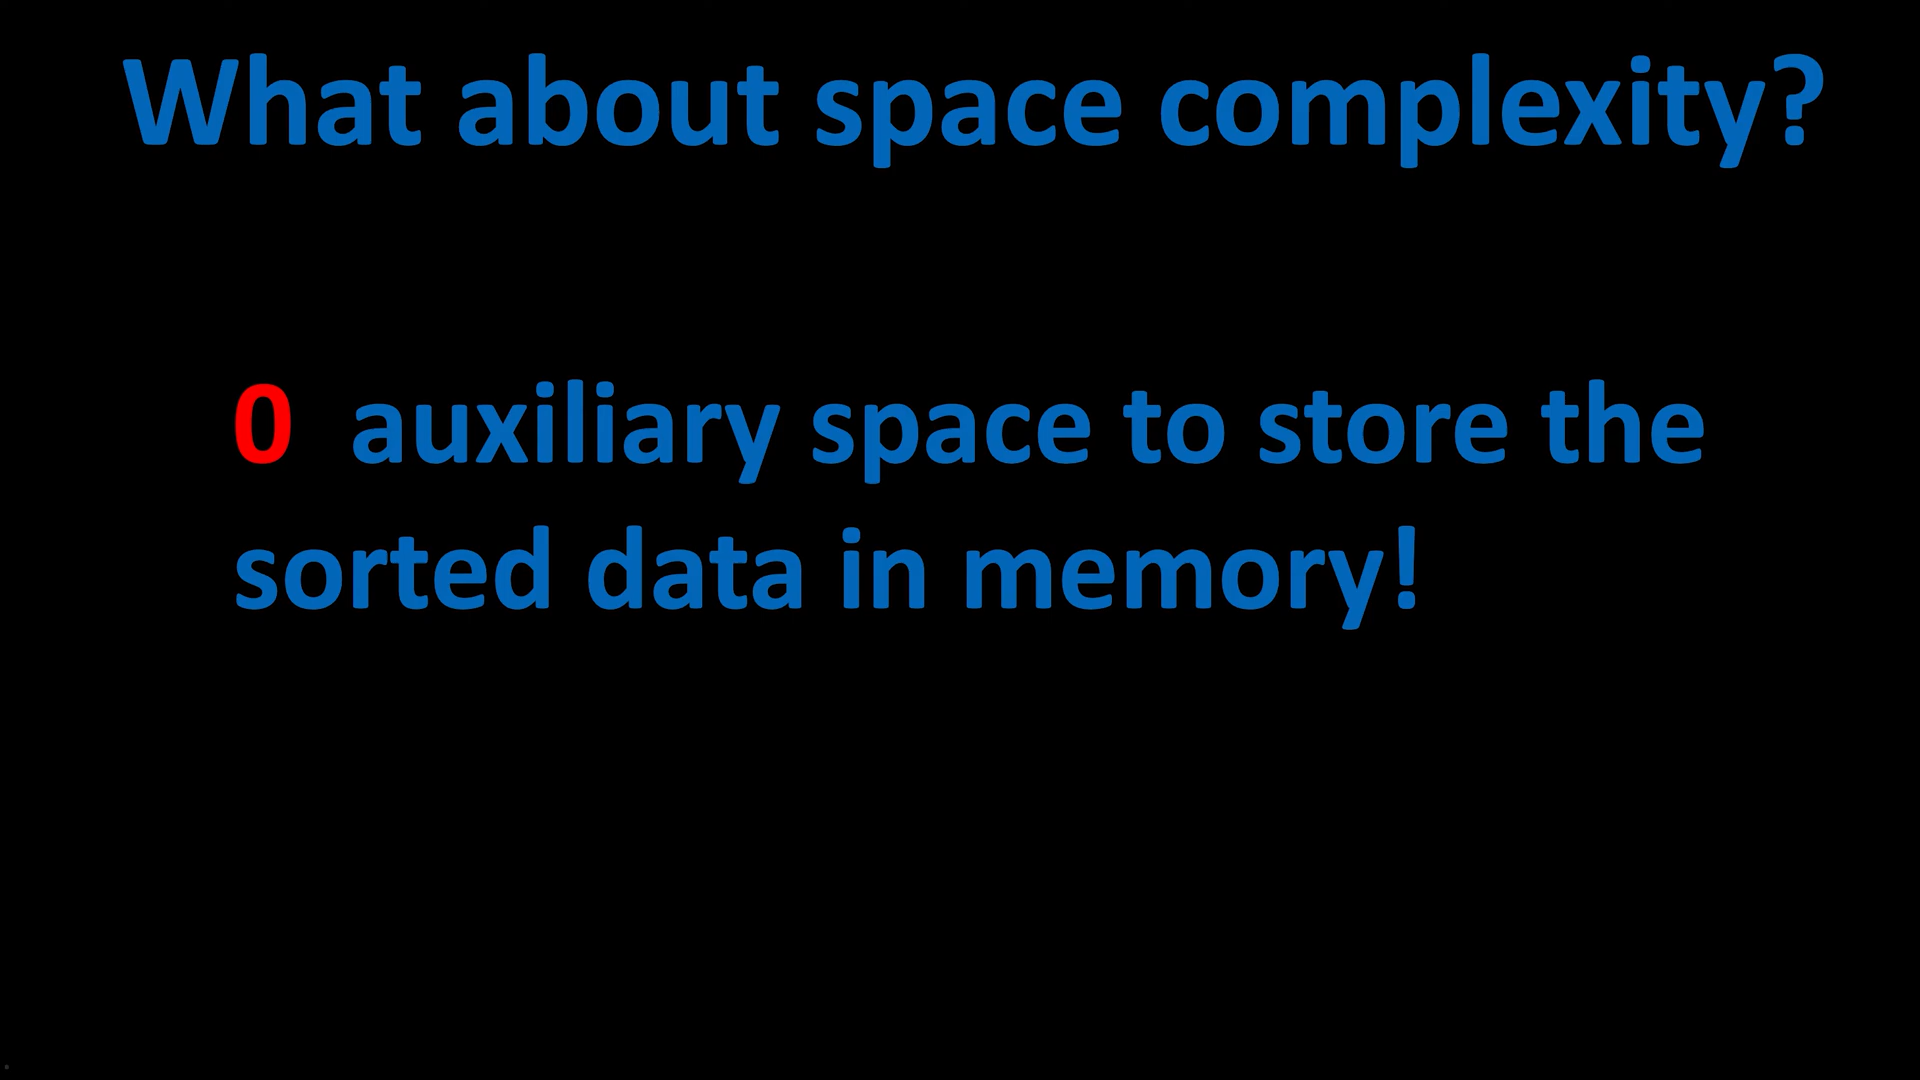 What about space complexity?
0 auxiliary space to store the
sorted data in memory!